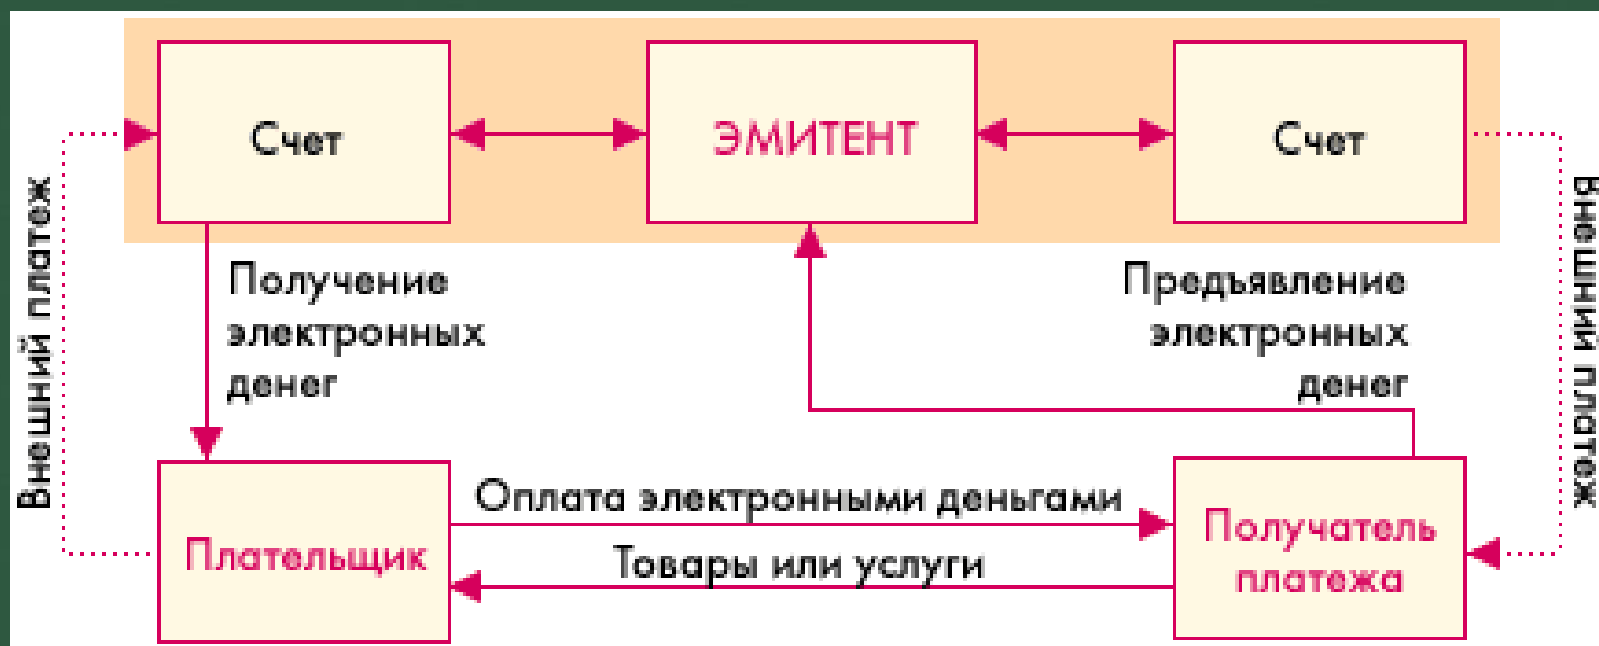 Счет
ЭМИТЕНТ
Счет
Внешний платеж
Получение
электронных
денег
Предъявление
электронных
денег
Внешний платеж
Плательщик
Оплата электронными деньгами
Товары или услуги
Получатель
платежа